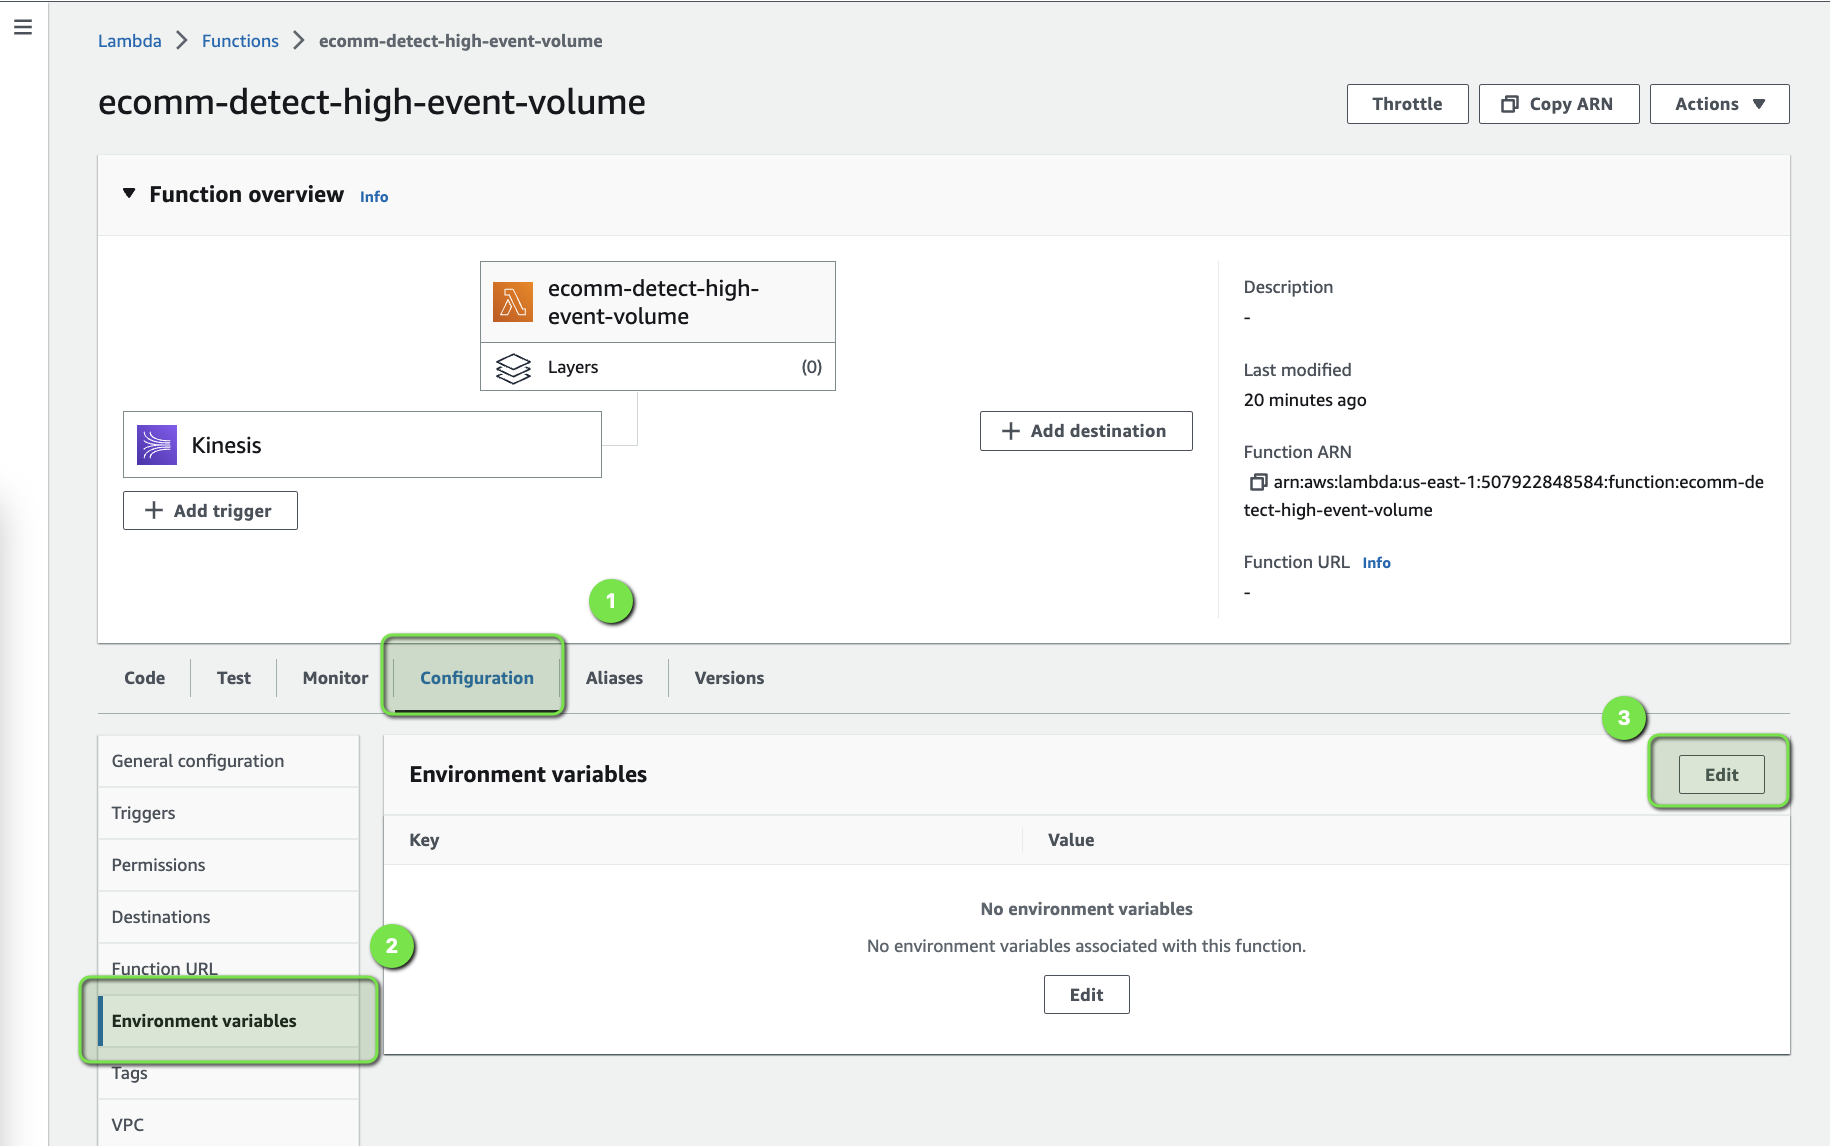 Lambda > Functions > ecomm-detect-high-event-volume
ecomm-detect-high-event-volume
Throttle
Copy ARN
Actions ▼
▼ Function overview Info
ecomm-detect-high-
event-volume
Layers (0)
Kinesis
+ Add trigger
+ Add destination
Description
-
Last modified
20 minutes ago
Function ARN
arn:aws:lambda:us-east-1:507922848584:function:ecomm-de
tect-high-event-volume
Function URL Info
-
1
Code
Test
Monitor
Configuration
Aliases
Versions
General configuration
Triggers
Permissions
Destinations
Function URL
2
Environment variables
Tags
VPC
3
Environment variables
Edit
Key Value
No environment variables
No environment variables associated with this function.
Edit